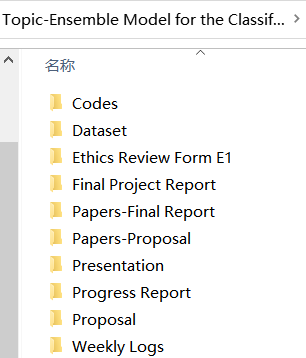 Topic-Ensemble Model for the Classif...
名称
Codes
Dataset
Ethics Review Form E1
Final Project Report
Papers-Final Report
Papers-Proposal
Presentation
Progress Report
Proposal
Weekly Logs